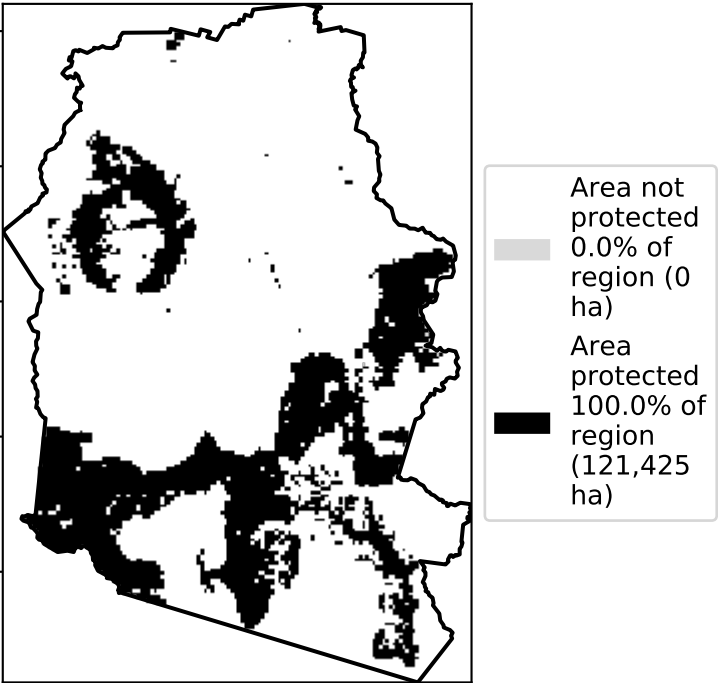 Area not
protected
0.0% of
region (0
ha)
Area
protected
100.0% of
region
(121,425
ha)